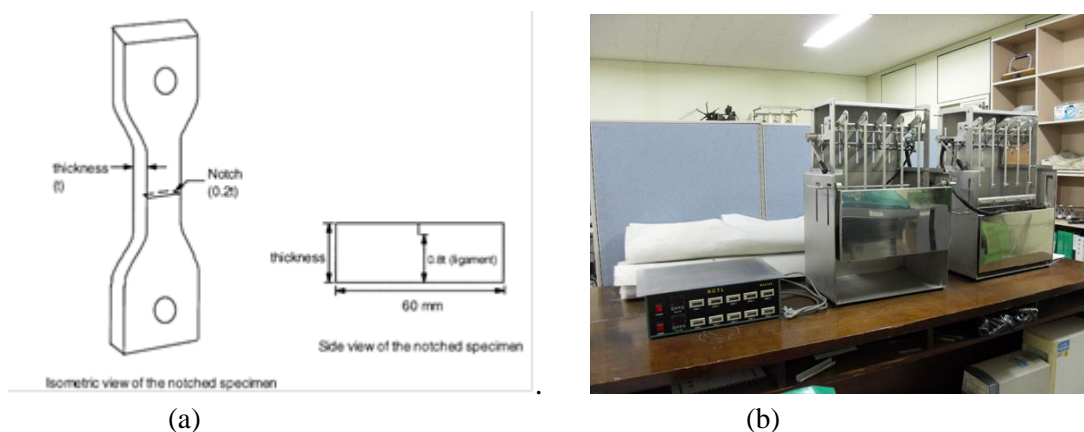 thickness
(t)
Notch
(0.2t)
thickness
0.8t (ligament)
60 mm
Side view of the notched specimen
Isometric view of the notched specimen
.
(a)
(b)
NCTL